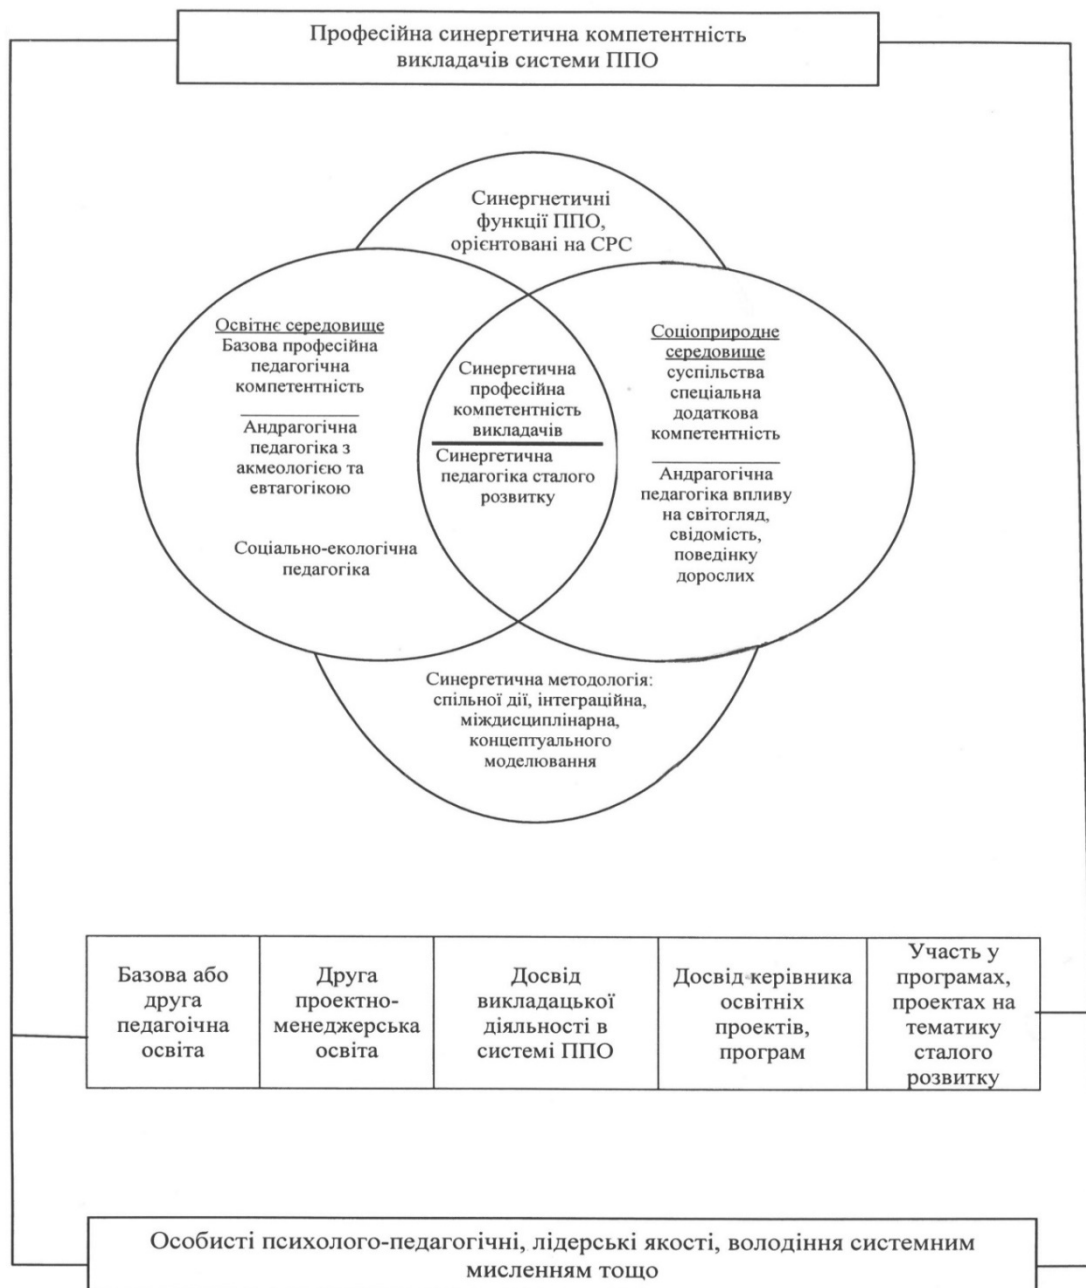 Професійна синергетична компетентність
викладачів системи ППО
Синергнетичні
функції ППО,
орієнтовані на СРС
Освітнє середовище
Базова професійна
педагогічна
компетентність
Андрагогічна
педагогіка з
акмеологією та
евтагогікою
Соціально-екологічна
педагогіка
Синергетична
професійна
компетентність
викладачів
Синергетична
педагогіка сталого
розвитку
Соціоприродне
середовище
суспільства
спеціальна
додаткова
компетентність
Андрагогічна
педагогіка впливу
на світогляд,
свідомість,
поведінку
дорослих
Синергетична методологія:
спільної дії, інтеграційна,
міждисциплінарна,
концептуального
моделювання
Базова або
друга
педагоічна
освіта
Друга
проектно-
менеджерська
освіта
Досвід
викладацької
діяльності в
системі ППО
Досвід керівника
освітніх
проектів,
програм
Участь у
програмах,
проектах на
тематику
сталого
розвитку
Особисті психолого-педагогічні, лідерські якості, володіння системним
мисленням тощо